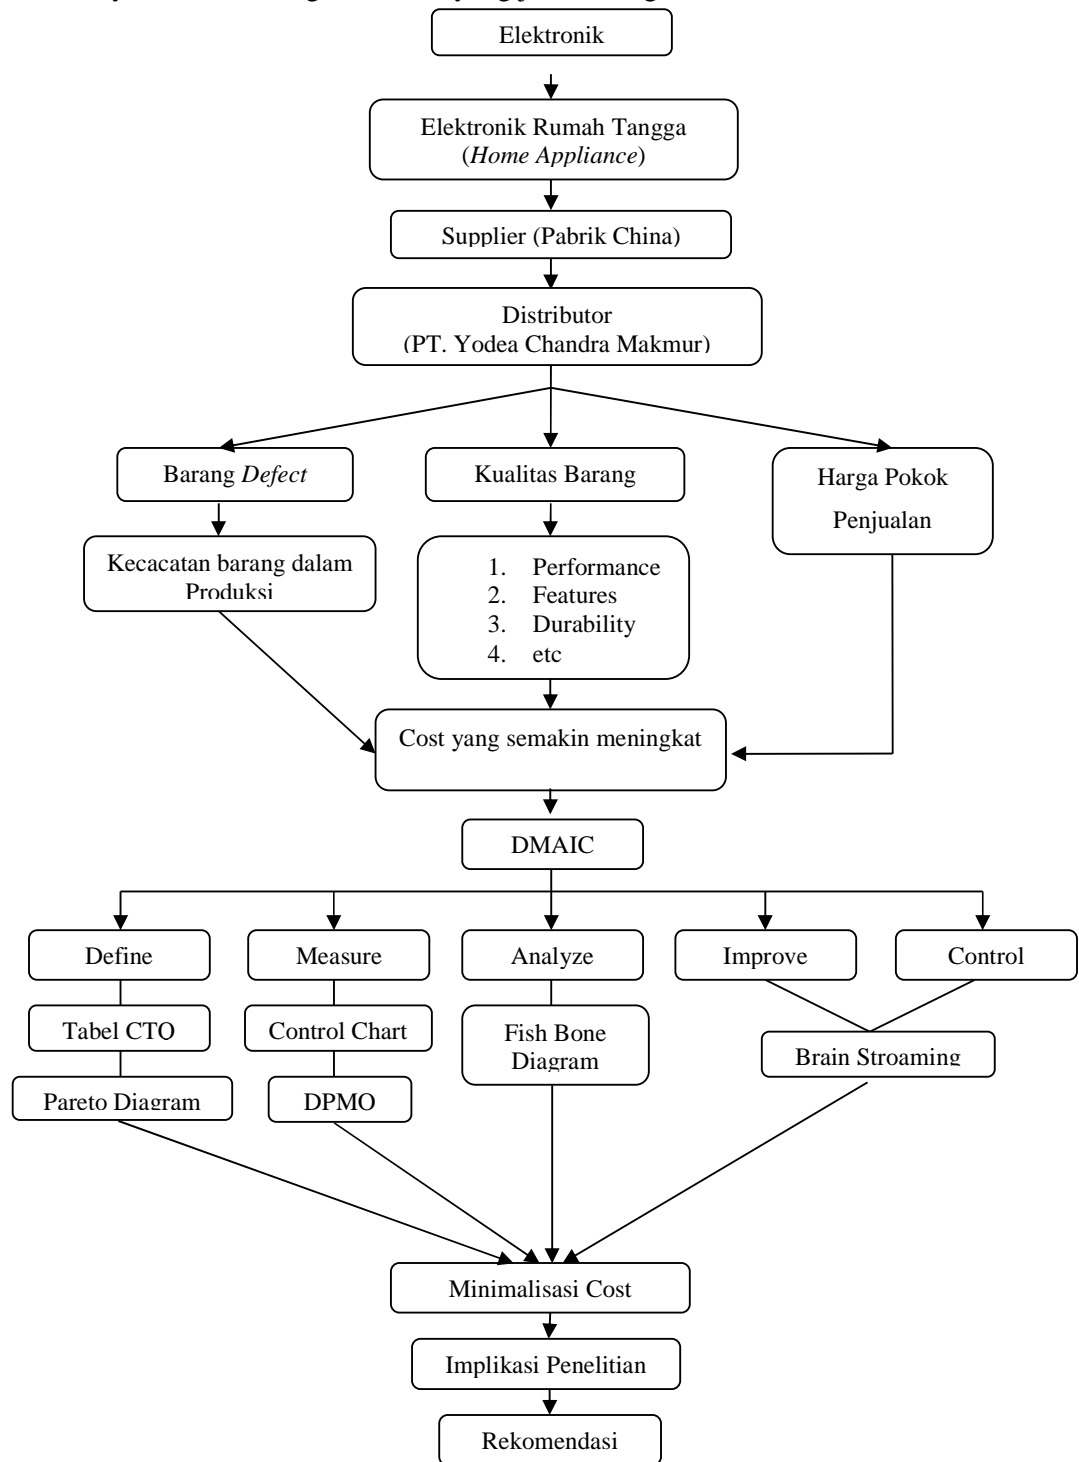 Elektronik
Elektronik Rumah Tangga
(Home Appliance)
Supplier (Pabrik China)
Distributor
(PT. Yodea Chandra Makmur)
Barang Defect
Kualitas Barang
Harga Pokok
Penjualan
Kecacatan barang dalam
Produksi
1. Performance
2. Features
3. Durability
4. etc
Cost yang semakin meningkat
DMAIC
Define
Measure
Analyze
Improve
Control
Tabel CTQ
Control Chart
Fish Bone
Diagram
Brain Stroaming
Pareto Diagram
DPMO
Minimalisasi Cost
Implikasi Penelitian
Rekomendasi